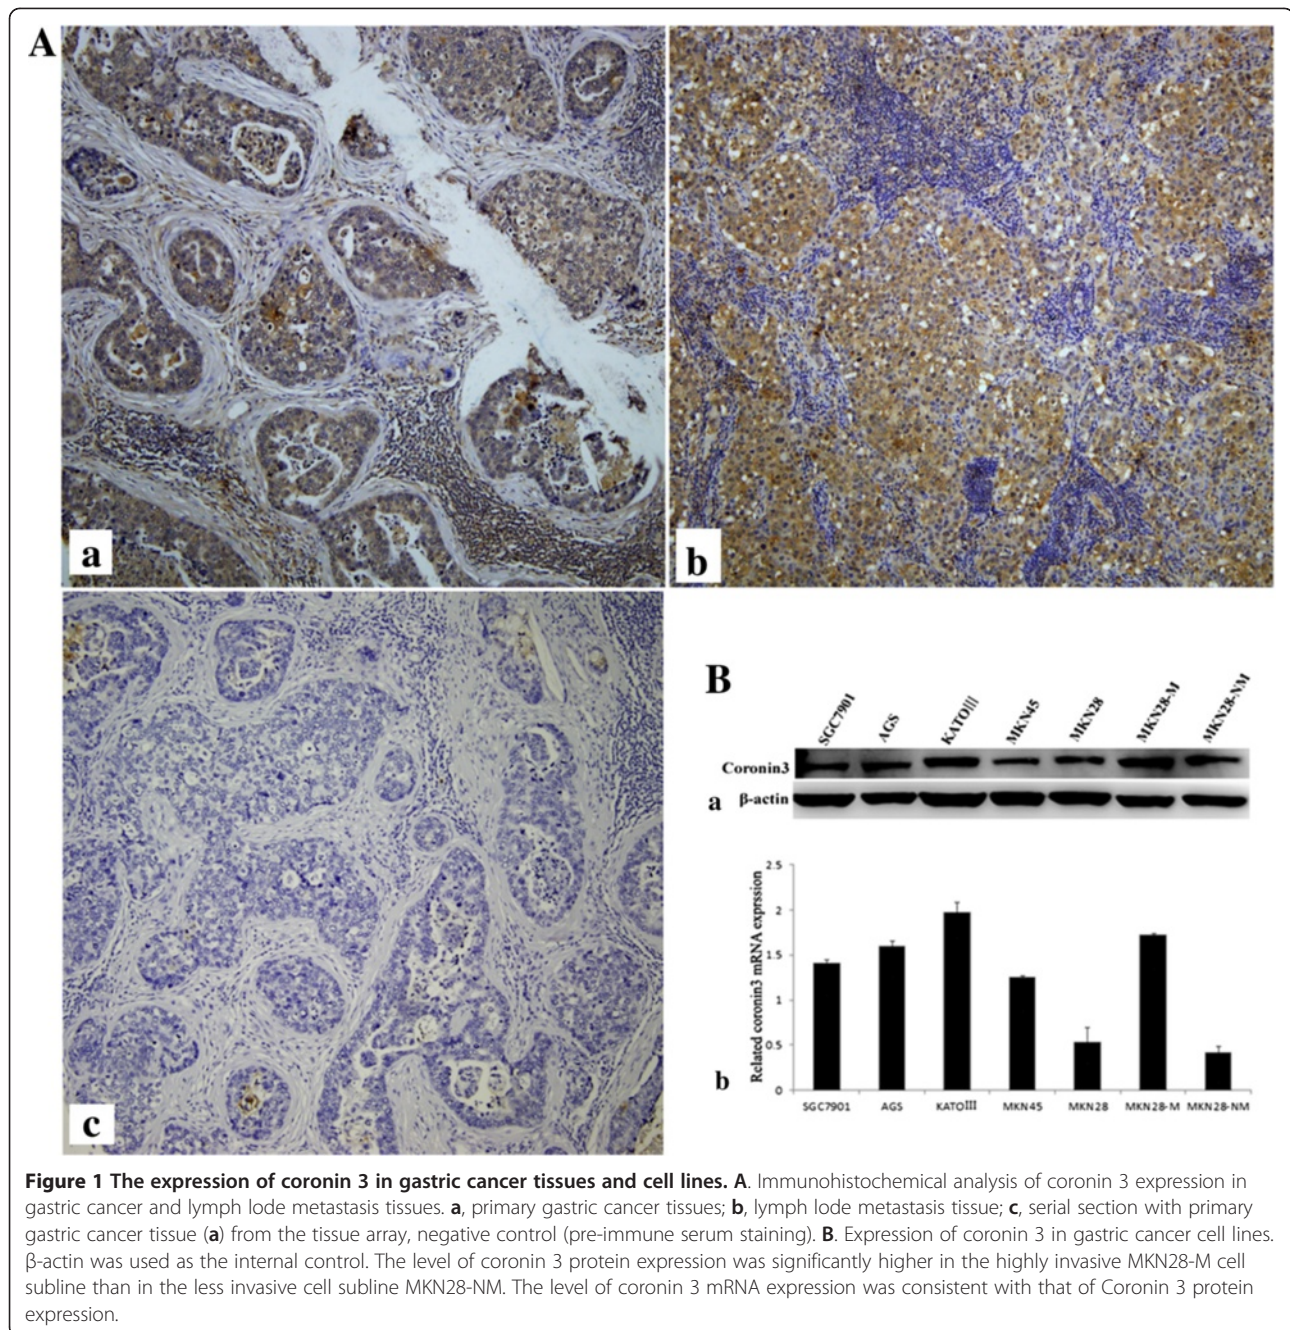 A
a
b
c
B
SGC7901
AGS
KATOIII
MKN45
MKN28
MKN28-M
MKN28-NM
Coronin3
a
β-actin
Related coronin3 mRNA exprssion
2.5
2
1.5
1
0.5
0
b
SGC7901 AGS KATOIII MKN45 MKN28 MKN28-M MKN28-NM
Figure 1 The expression of coronin 3 in gastric cancer tissues and cell lines. A. Immunohistochemical analysis of coronin 3 expression in
gastric cancer and lymph lode metastasis tissues. a, primary gastric cancer tissues; b, lymph lode metastasis tissue; c, serial section with primary
gastric cancer tissue (a) from the tissue array, negative control (pre-immune serum staining). B. Expression of coronin 3 in gastric cancer cell lines.
β-actin was used as the internal control. The level of coronin 3 protein expression was significantly higher in the highly invasive MKN28-M cell
subline than in the less invasive cell subline MKN28-NM. The level of coronin 3 mRNA expression was consistent with that of Coronin 3 protein
expression.